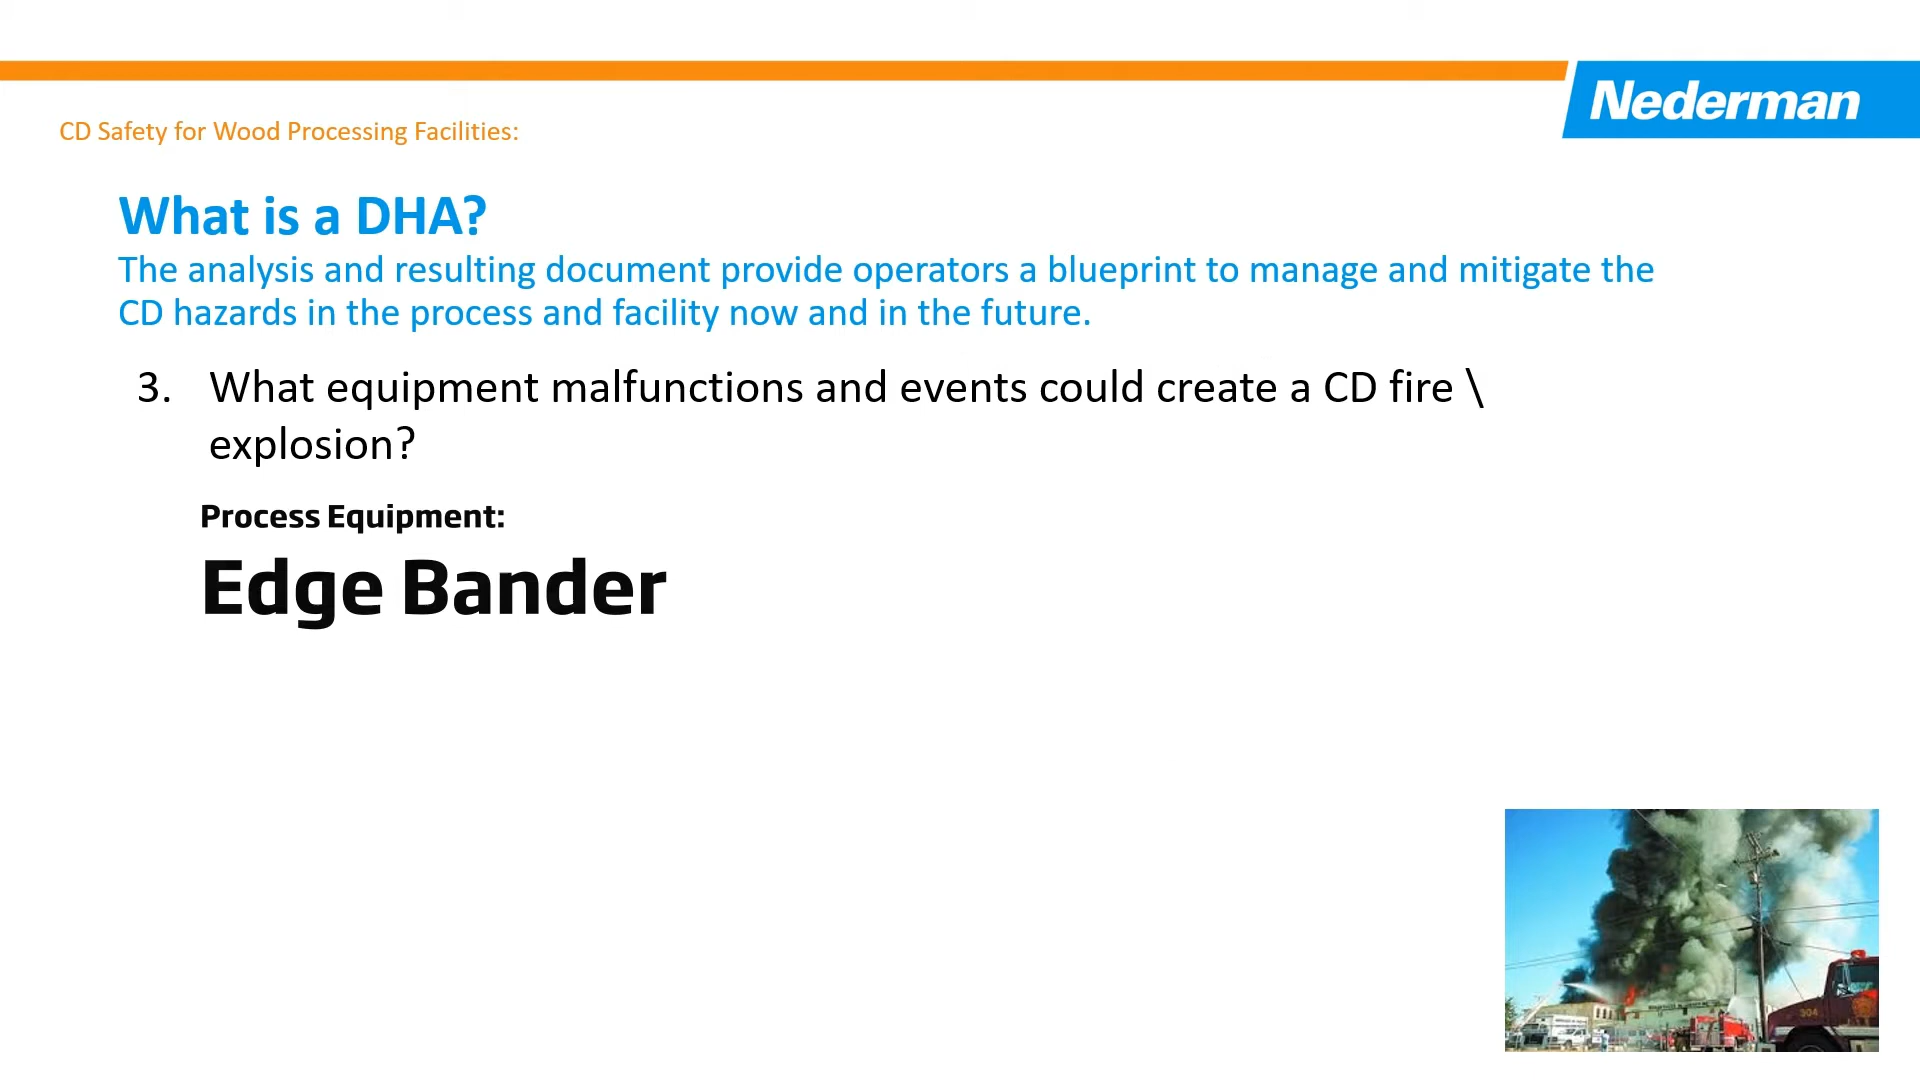 Nederman
CD Safety for Wood Processing Facilities:
What is a DHA?
The analysis and resulting document provide operators a blueprint to manage and mitigate the
CD hazards in the process and facility now and in the future.
3. What equipment malfunctions and events could create a CD fire \
explosion?
Process Equipment:
Edge Bander
304